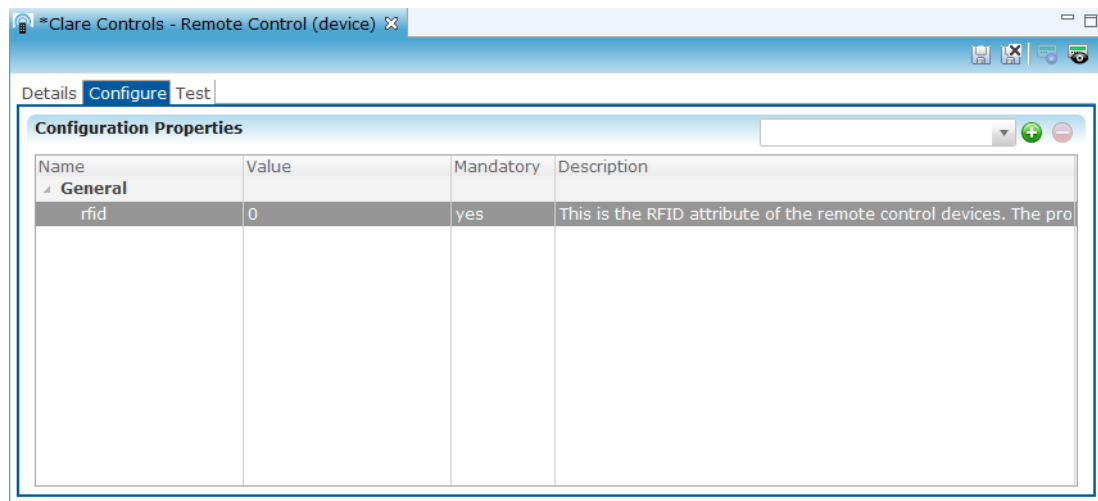 *Clare Controls - Remote Control (device)
Details Configure Test
Configuration Properties
Name Value Mandatory Description
General
rfid 0 yes This is the RFID attribute of the remote control devices. The pro